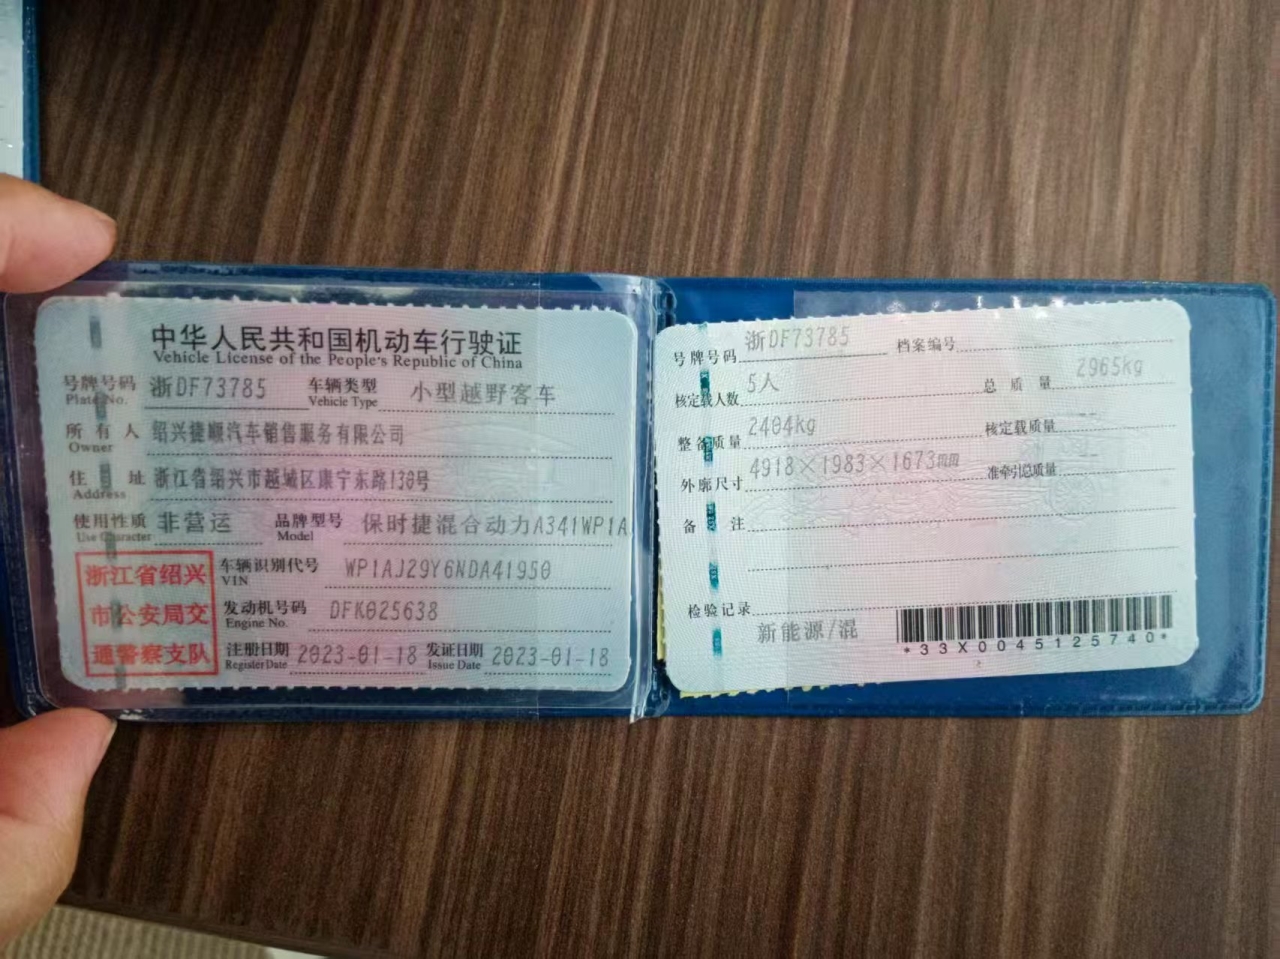 中华人民共和国机动车行驶证
Vehicle License of the People's Republic of China
号牌号码 浙DF73785 车辆类型 小型越野客车
Plate No. Vehicle Type
所有人 绍兴捷顺汽车销售服务有限公司
Owner
住址 浙江省绍兴市越城区康宁东路130号
Address
使用性质 非营运 品牌型号 保时捷混合动力A341WP1A
Use Character Model
浙江省绍兴
市公安局交
通警察支队
车辆识别代号 WP1AJ29Y6NDA41950
VIN
发动机号码 DFK025638
Engine No.
注册日期 2023-01-18 发证日期 2023-01-18
Register Date Issue Date
号牌号码 浙DF73785 档案编号
核定载人数 5人 总质量 2965kg
整备质量 2404kg 核定载质量
外廓尺寸 4918×1983×1673mm 准牵引总质量
备注
检验记录
新能源/混
*33X0045125740*